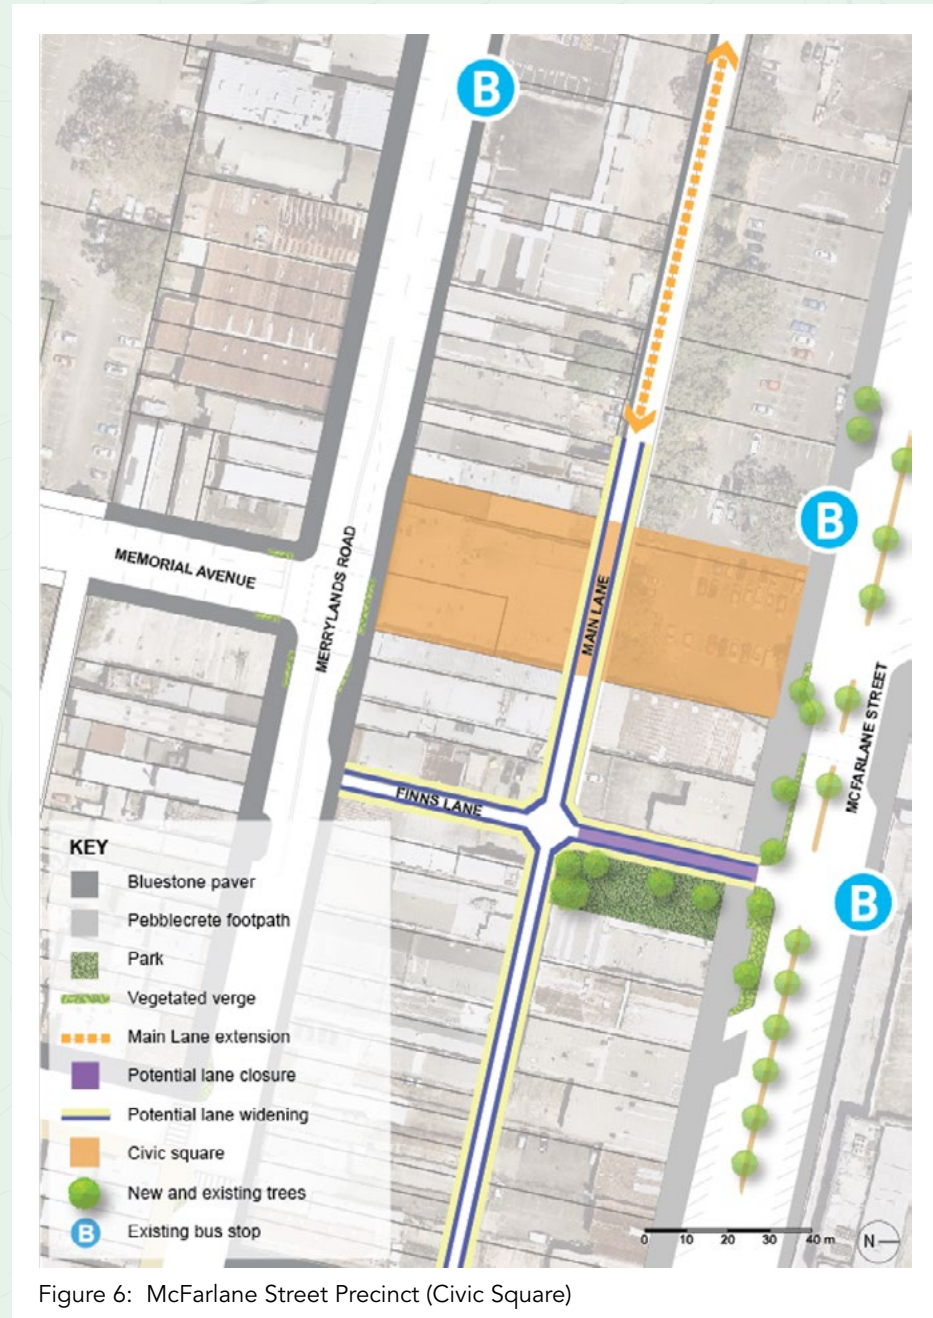 B
B
MEMORIAL AVENUE
MERRYLANDS ROAD
MAIN LANE
MCFARLANE STREET
FINNS LANE
B
KEY
Bluestone paver
Pebblecrete footpath
Park
Vegetated verge
Main Lane extension
Potential lane closure
Potential lane widening
Civic square
New and existing trees
B Existing bus stop
0 10 20 30 40 m
N
Figure 6: McFarlane Street Precinct (Civic Square)